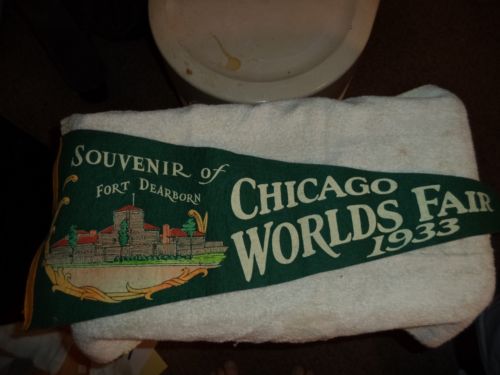 SOUVENIR of
FORT DEARBORN
CHICAGO
WORLDS FAIR
1933